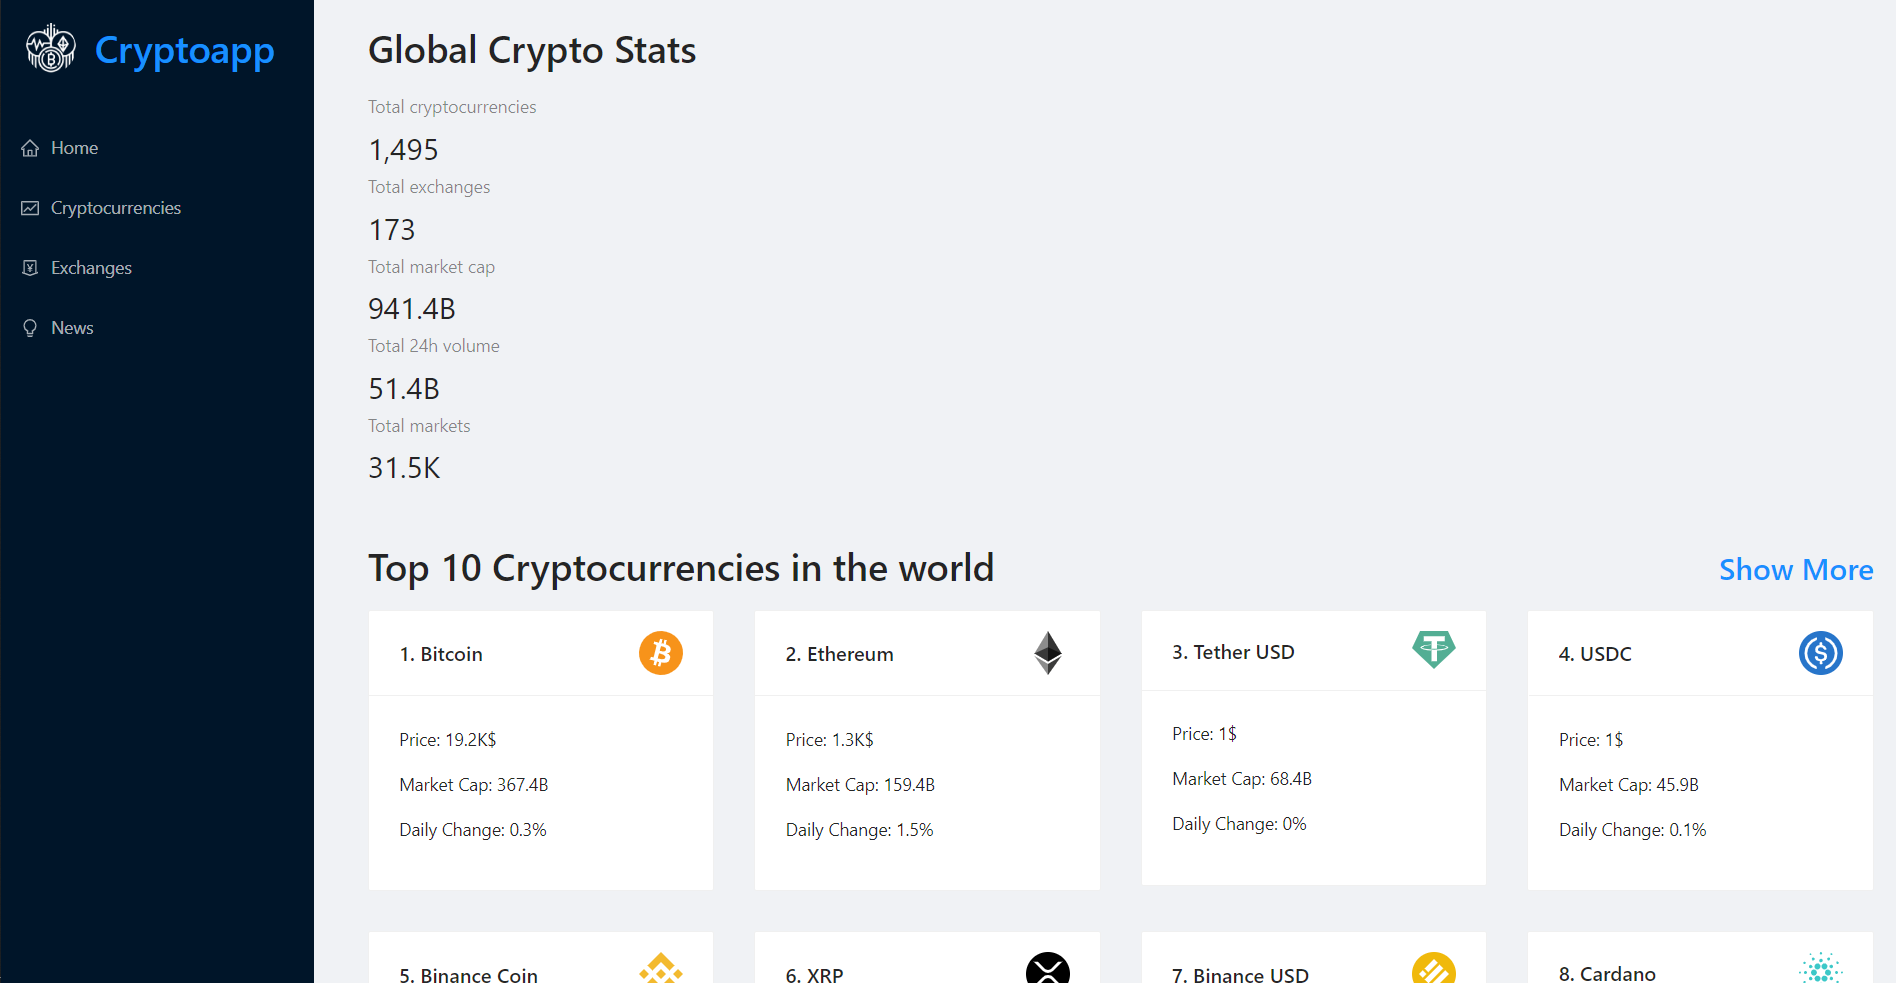 Cryptoapp
Home
Cryptocurrencies
Exchanges
News
Global Crypto Stats
Total cryptocurrencies
1,495
Total exchanges
173
Total market cap
941.4B
Total 24h volume
51.4B
Total markets
31.5K
Top 10 Cryptocurrencies in the world
Show More
1. Bitcoin
Price: 19.2K$
Market Cap: 367.4B
Daily Change: 0.3%
2. Ethereum
Price: 1.3K$
Market Cap: 159.4B
Daily Change: 1.5%
3. Tether USD
Price: 1$
Market Cap: 68.4B
Daily Change: 0%
4. USDC
Price: 1$
Market Cap: 45.9B
Daily Change: 0.1%
5. Binance Coin
6. XRP
7. Binance USD
8. Cardano